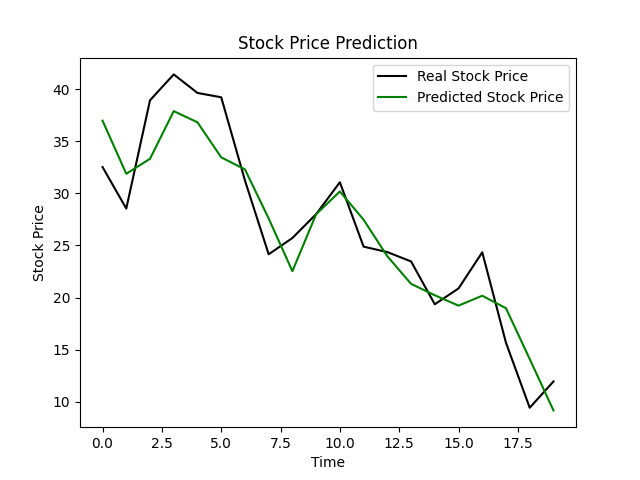 Stock Price Prediction
Real Stock Price
Predicted Stock Price
Stock Price
40
35
30
25
20
15
10
0.0 2.5 5.0 7.5 10.0 12.5 15.0 17.5
Time